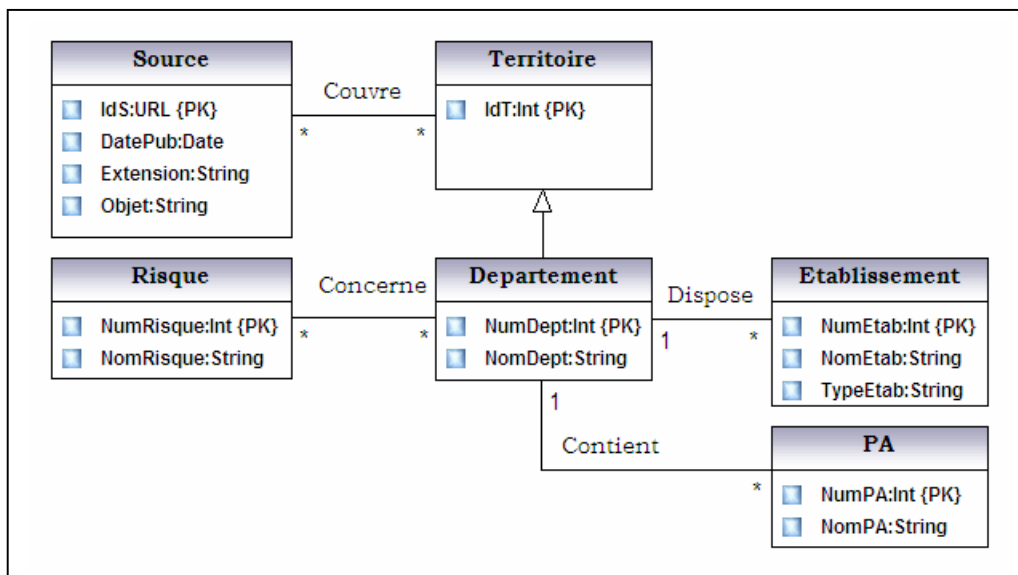 Source
IdS:URL {PK}
DatePub:Date
Extension:String
Objet:String
Couvre
*
*
Territoire
IdT:Int {PK}
Risque
NumRisque:Int {PK}
NomRisque:String
Concerne
*
*
Departement
NumDept:Int {PK}
NomDept:String
Dispose
1
*
Etablissement
NumEtab:Int {PK}
NomEtab:String
TypeEtab:String
1
Contient
*
PA
NumPA:Int {PK}
NomPA:String